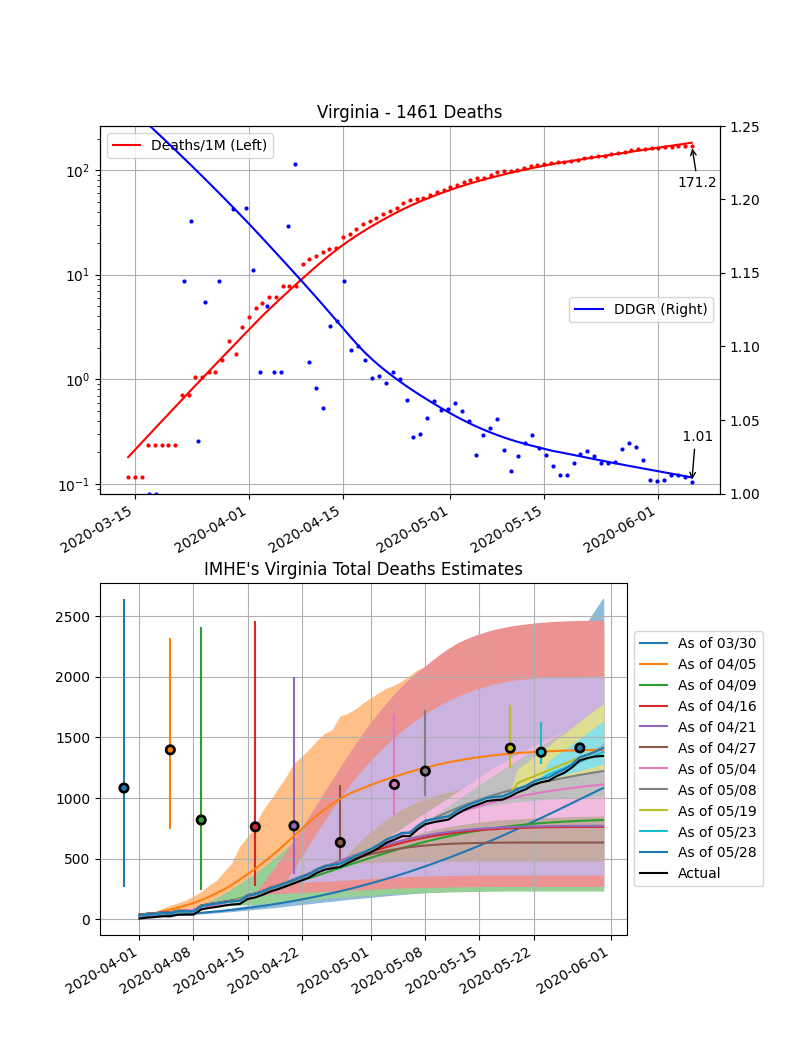 Virginia - 1461 Deaths
Deaths/1M (Left)
DDGR (Right)
171.2
1.01
10²
10¹
10⁰
10⁻¹
1.25
1.20
1.15
1.10
1.05
1.00
2020-03-15
2020-04-01
2020-04-15
2020-05-01
2020-05-15
2020-06-01
IMHE's Virginia Total Deaths Estimates
2500
2000
1500
1000
500
0
2020-04-01
2020-04-08
2020-04-15
2020-04-22
2020-05-01
2020-05-08
2020-05-15
2020-05-22
2020-06-01
As of 03/30
As of 04/05
As of 04/09
As of 04/16
As of 04/21
As of 04/27
As of 05/04
As of 05/08
As of 05/19
As of 05/23
As of 05/28
Actual